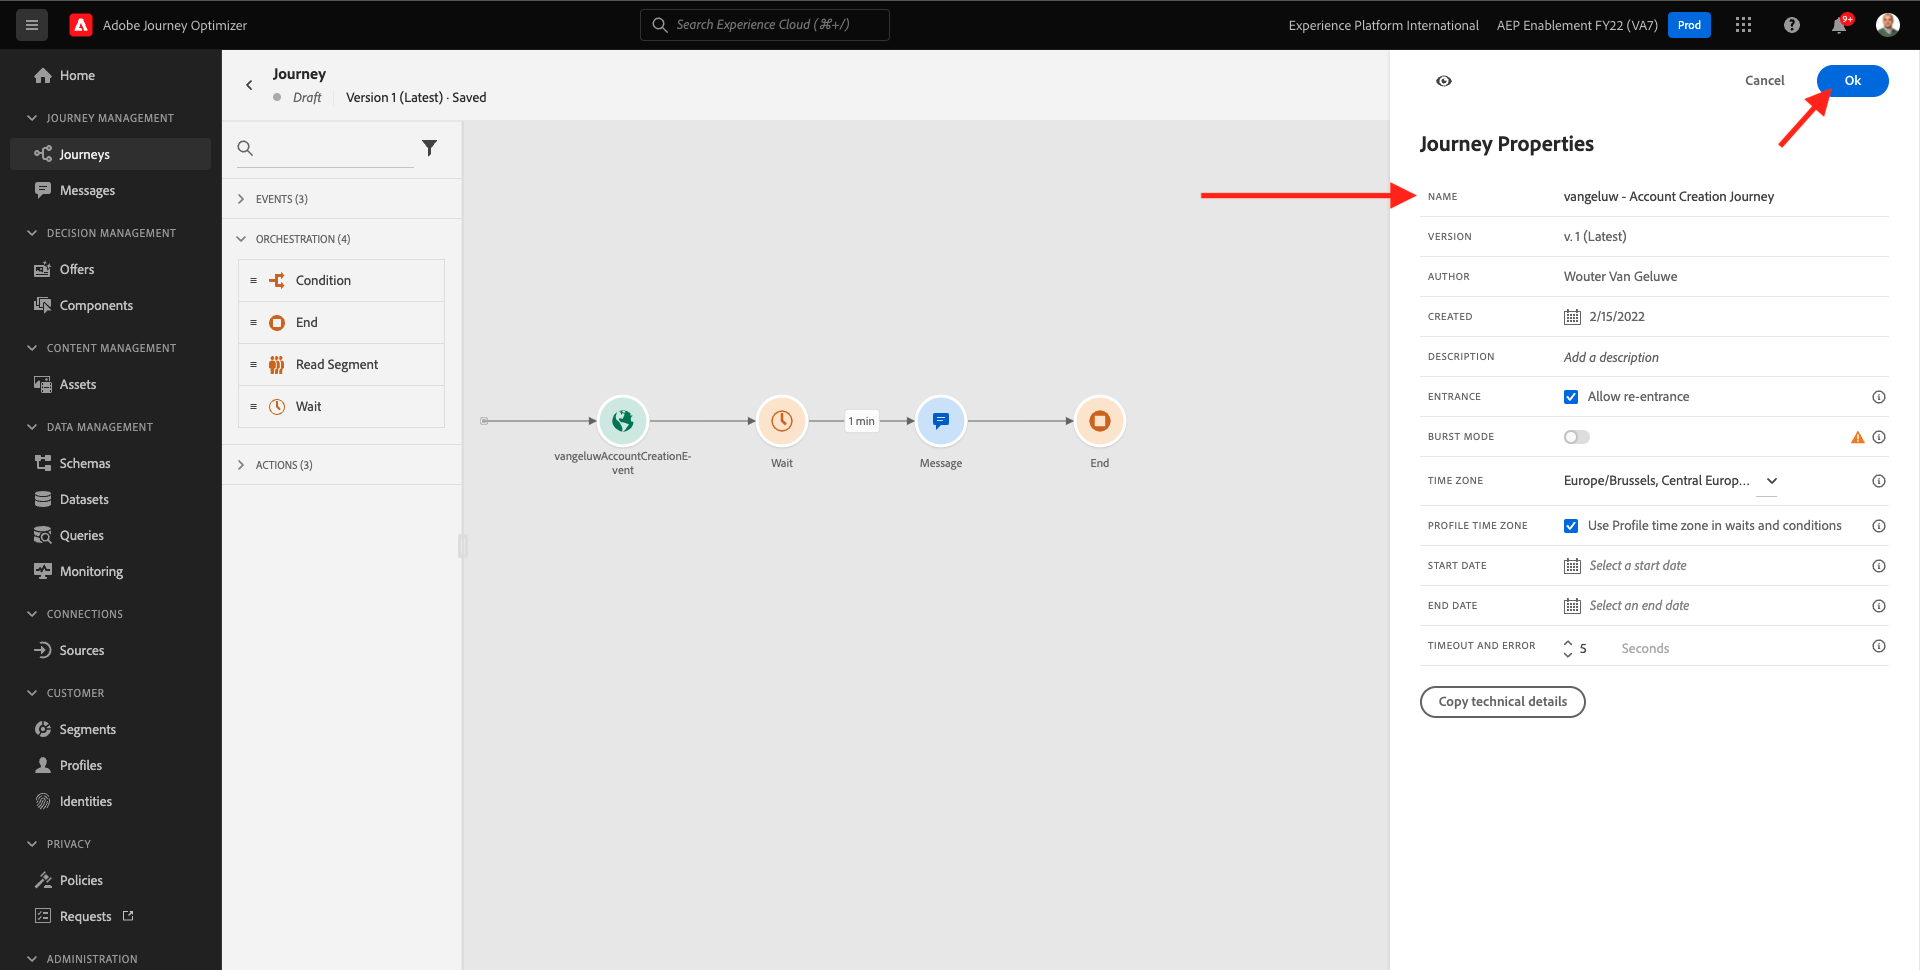 Adobe Journey Optimizer
Search Experience Cloud (⌘+/)
Experience Platform International
AEP Enablement FY22 (VA7)
Prod
9+
Home
JOURNEY MANAGEMENT
Journeys
Messages
DECISION MANAGEMENT
Offers
Components
CONTENT MANAGEMENT
Assets
DATA MANAGEMENT
Schemas
Datasets
Queries
Monitoring
CONNECTIONS
Sources
CUSTOMER
Segments
Profiles
Identities
PRIVACY
Policies
Requests
ADMINISTRATION
Journey
Draft
Version 1 (Latest) · Saved
EVENTS (3)
ORCHESTRATION (4)
Condition
End
Read Segment
Wait
ACTIONS (3)
vangeluwAccountCreationE-
vent
Wait
1 min
Message
End
Cancel
Ok
Journey Properties
NAME vangeluw - Account Creation Journey
VERSION v. 1 (Latest)
AUTHOR Wouter Van Geluwe
CREATED 2/15/2022
DESCRIPTION Add a description
ENTRANCE Allow re-entrance
BURST MODE
TIME ZONE Europe/Brussels, Central Europ...
PROFILE TIME ZONE Use Profile time zone in waits and conditions
START DATE Select a start date
END DATE Select an end date
TIMEOUT AND ERROR 5 Seconds
Copy technical details